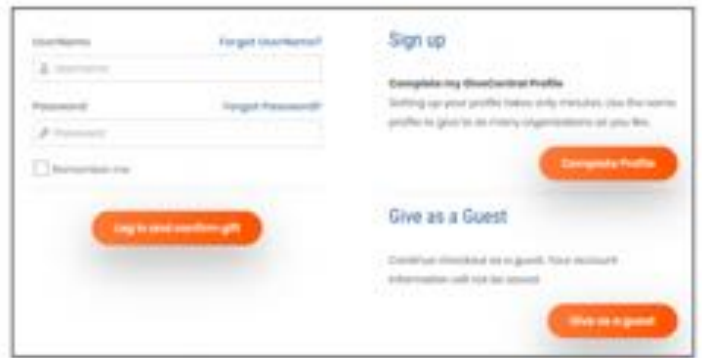 UserName Forgot UserName?
Username
Password Forgot Password?
Password
Remember me
Log in and confirm gift
Sign up
Complete my GiveCentral Profile
Setting up your profile takes only minutes. Use the same
profile to give to as many organizations as you like.
Complete Profile
Give as a Guest
Continue checkout as a guest. Your account
information will not be saved
Give as a guest